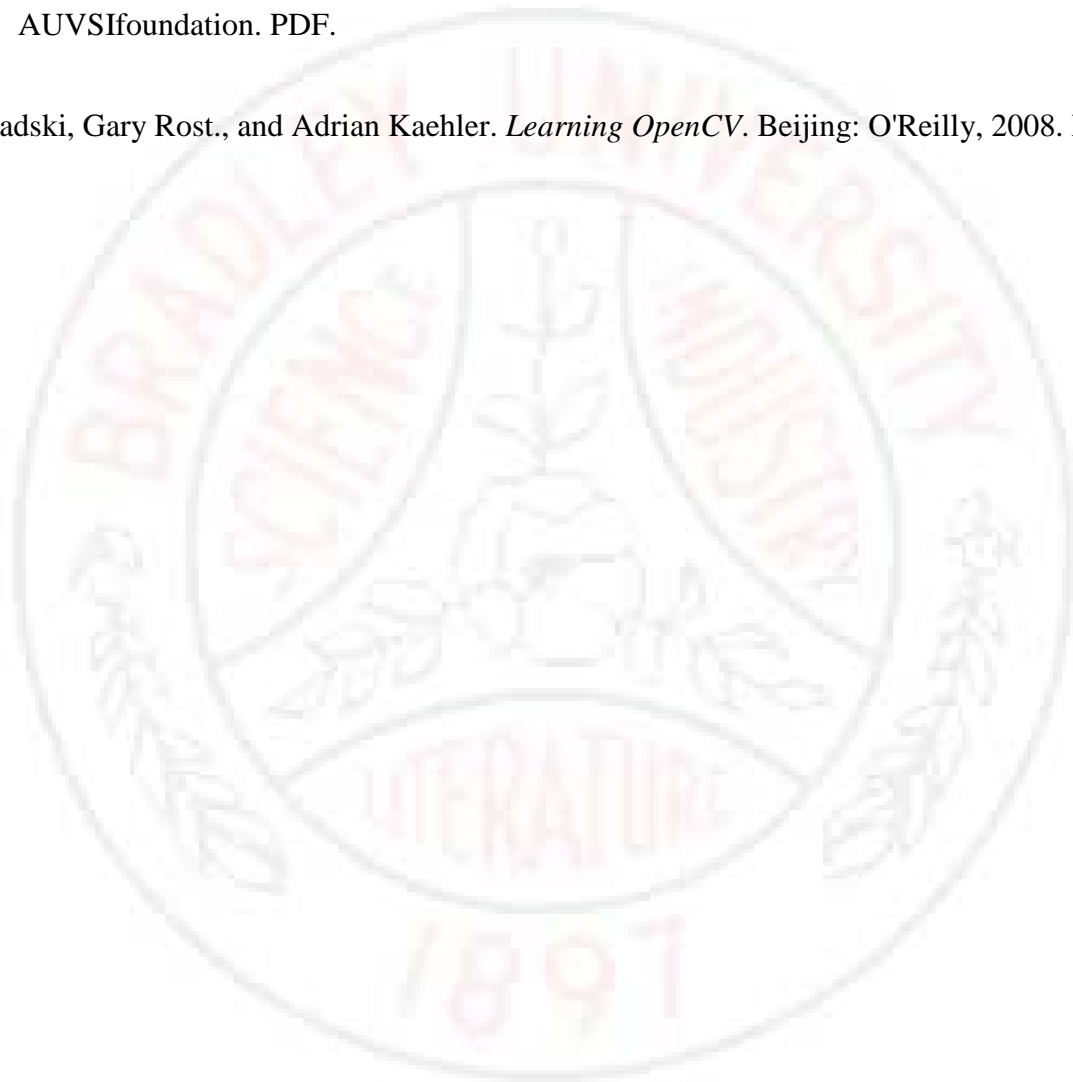 AUVSIfoundation. PDF.
adski, Gary Rost., and Adrian Kaehler. Learning OpenCV. Beijing: O'Reilly, 2008.
BRADLEY UNIVERSITY
SCIENCE
INDUSTRY
LITERATURE
1897